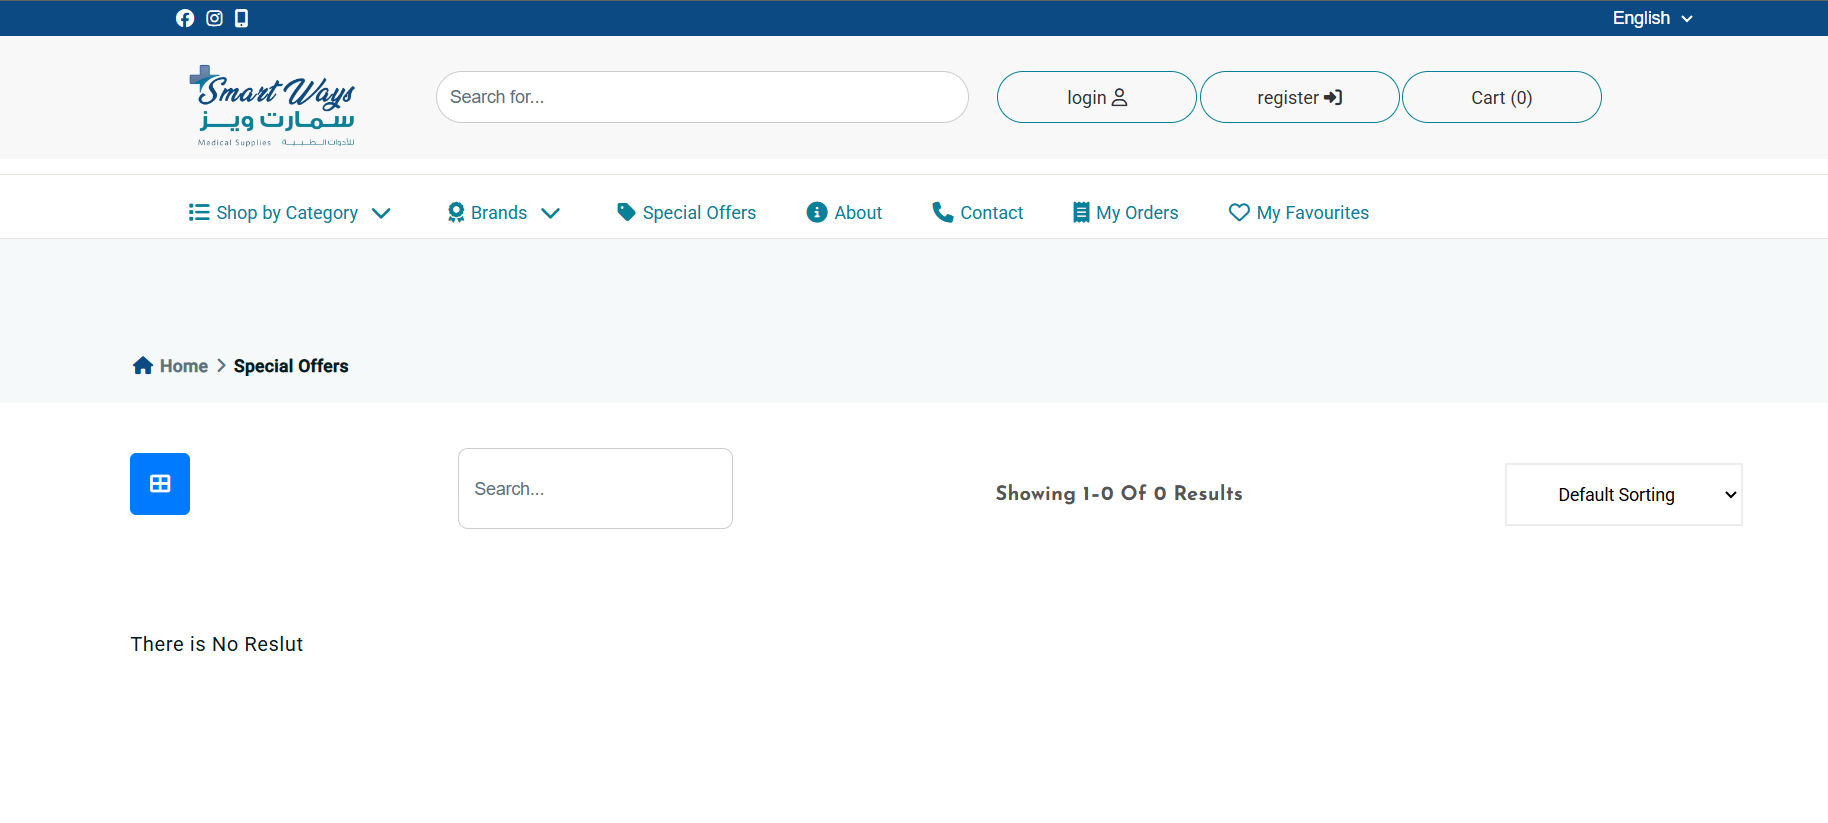 English
Smart Ways
سمارت ويز
Medical Supplies للأدوات الطبية
Search for...
login
register
Cart (0)
Shop by Category
Brands
Special Offers
About
Contact
My Orders
My Favourites
Home > Special Offers
Search...
Showing 1-0 Of 0 Results
Default Sorting
There is No Reslut